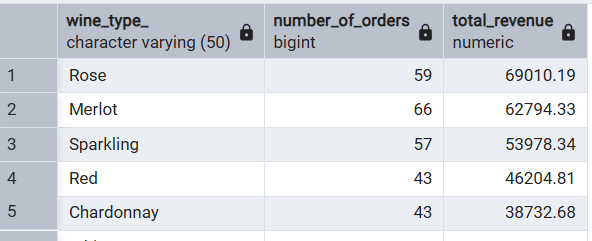 wine_type_ number_of_orders total_revenue
character varying (50) bigint numeric
1 Rose 59 69010.19
2 Merlot 66 62794.33
3 Sparkling 57 53978.34
4 Red 43 46204.81
5 Chardonnay 43 38732.68